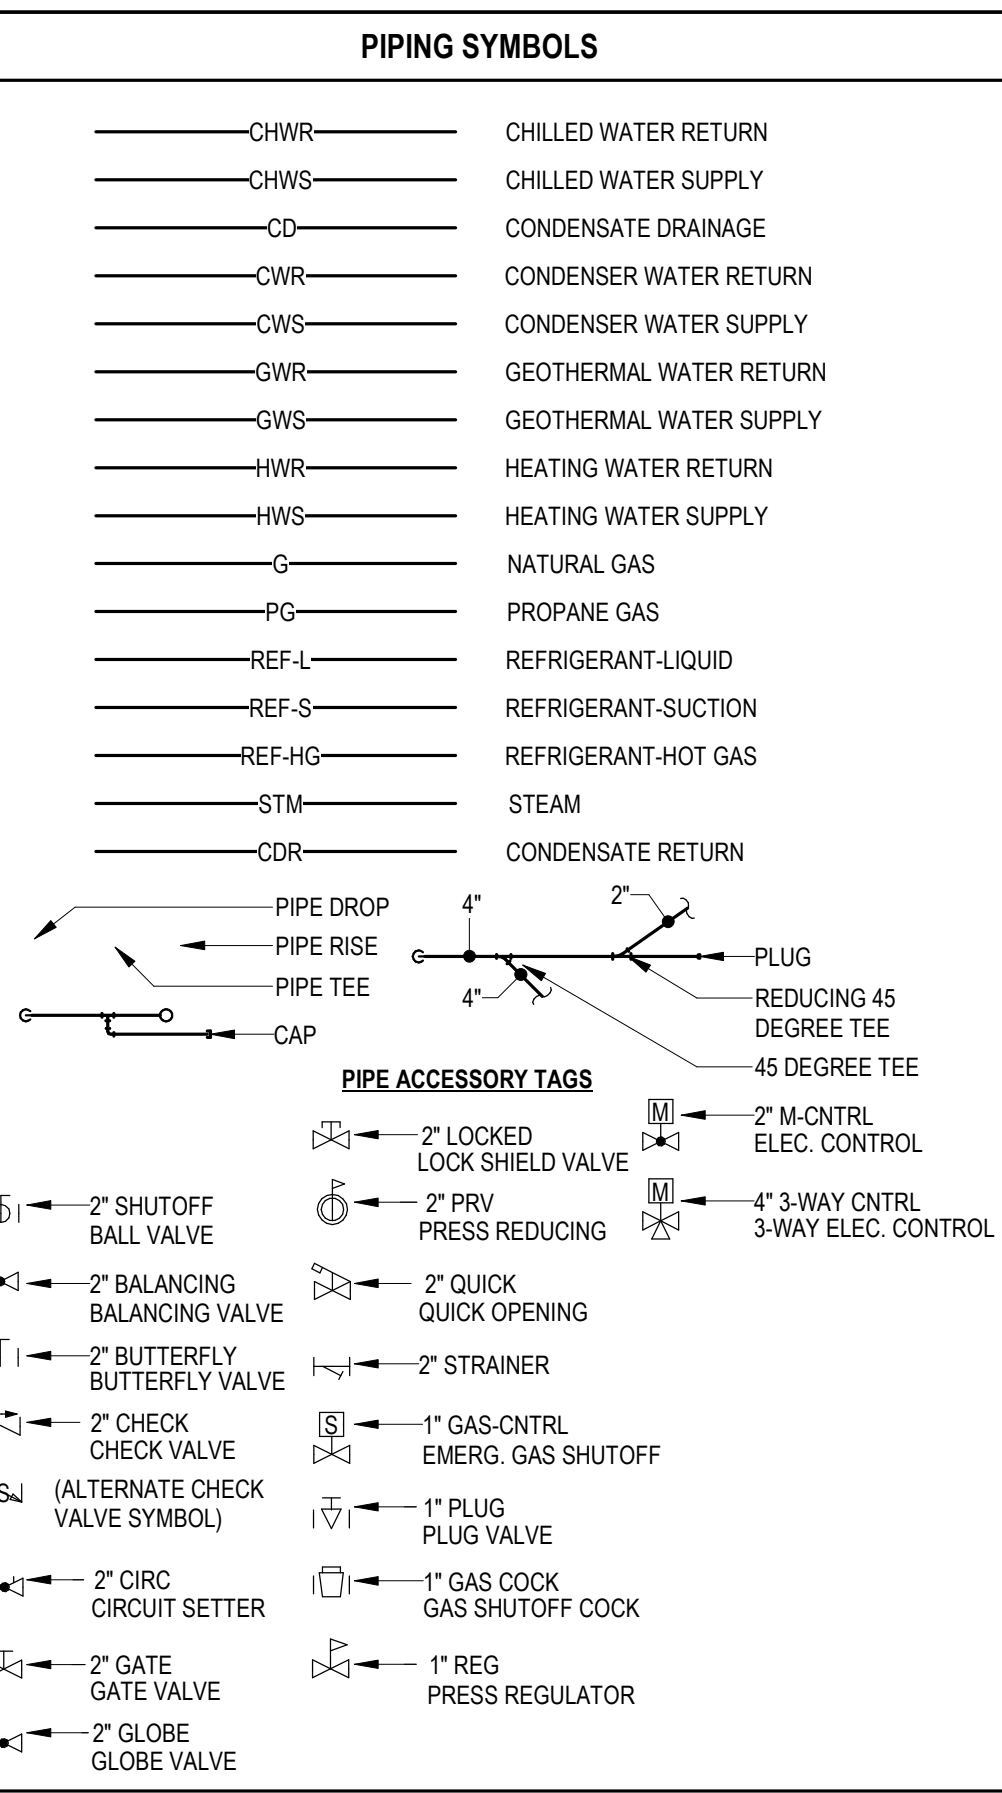 PIPING SYMBOLS
CHWR CHILLED WATER RETURN
CHWS CHILLED WATER SUPPLY
CD CONDENSATE DRAINAGE
CWR CONDENSER WATER RETURN
CWS CONDENSER WATER SUPPLY
GWR GEOTHERMAL WATER RETURN
GWS GEOTHERMAL WATER SUPPLY
HWR HEATING WATER RETURN
HWS HEATING WATER SUPPLY
G NATURAL GAS
PG PROPANE GAS
REF-L REFRIGERANT-LIQUID
REF-S REFRIGERANT-SUCTION
REF-HG REFRIGERANT-HOT GAS
STM STEAM
CDR CONDENSATE RETURN
PIPE DROP
PIPE RISE
PIPE TEE
CAP
4"
2"
4"
PLUG
REDUCING 45
DEGREE TEE
45 DEGREE TEE
PIPE ACCESSORY TAGS
2" SHUTOFF
BALL VALVE
2" BALANCING
BALANCING VALVE
2" BUTTERFLY
BUTTERFLY VALVE
2" CHECK
CHECK VALVE
S
(ALTERNATE CHECK
VALVE SYMBOL)
2" CIRC
CIRCUIT SETTER
2" GATE
GATE VALVE
2" GLOBE
GLOBE VALVE
2" LOCKED
LOCK SHIELD VALVE
2" PRV
PRESS REDUCING
2" QUICK
QUICK OPENING
2" STRAINER
S
1" GAS-CNTRL
EMERG. GAS SHUTOFF
1" PLUG
PLUG VALVE
1" GAS COCK
GAS SHUTOFF COCK
1" REG
PRESS REGULATOR
M
2" M-CNTRL
ELEC. CONTROL
M
4" 3-WAY CNTRL
3-WAY ELEC. CONTROL